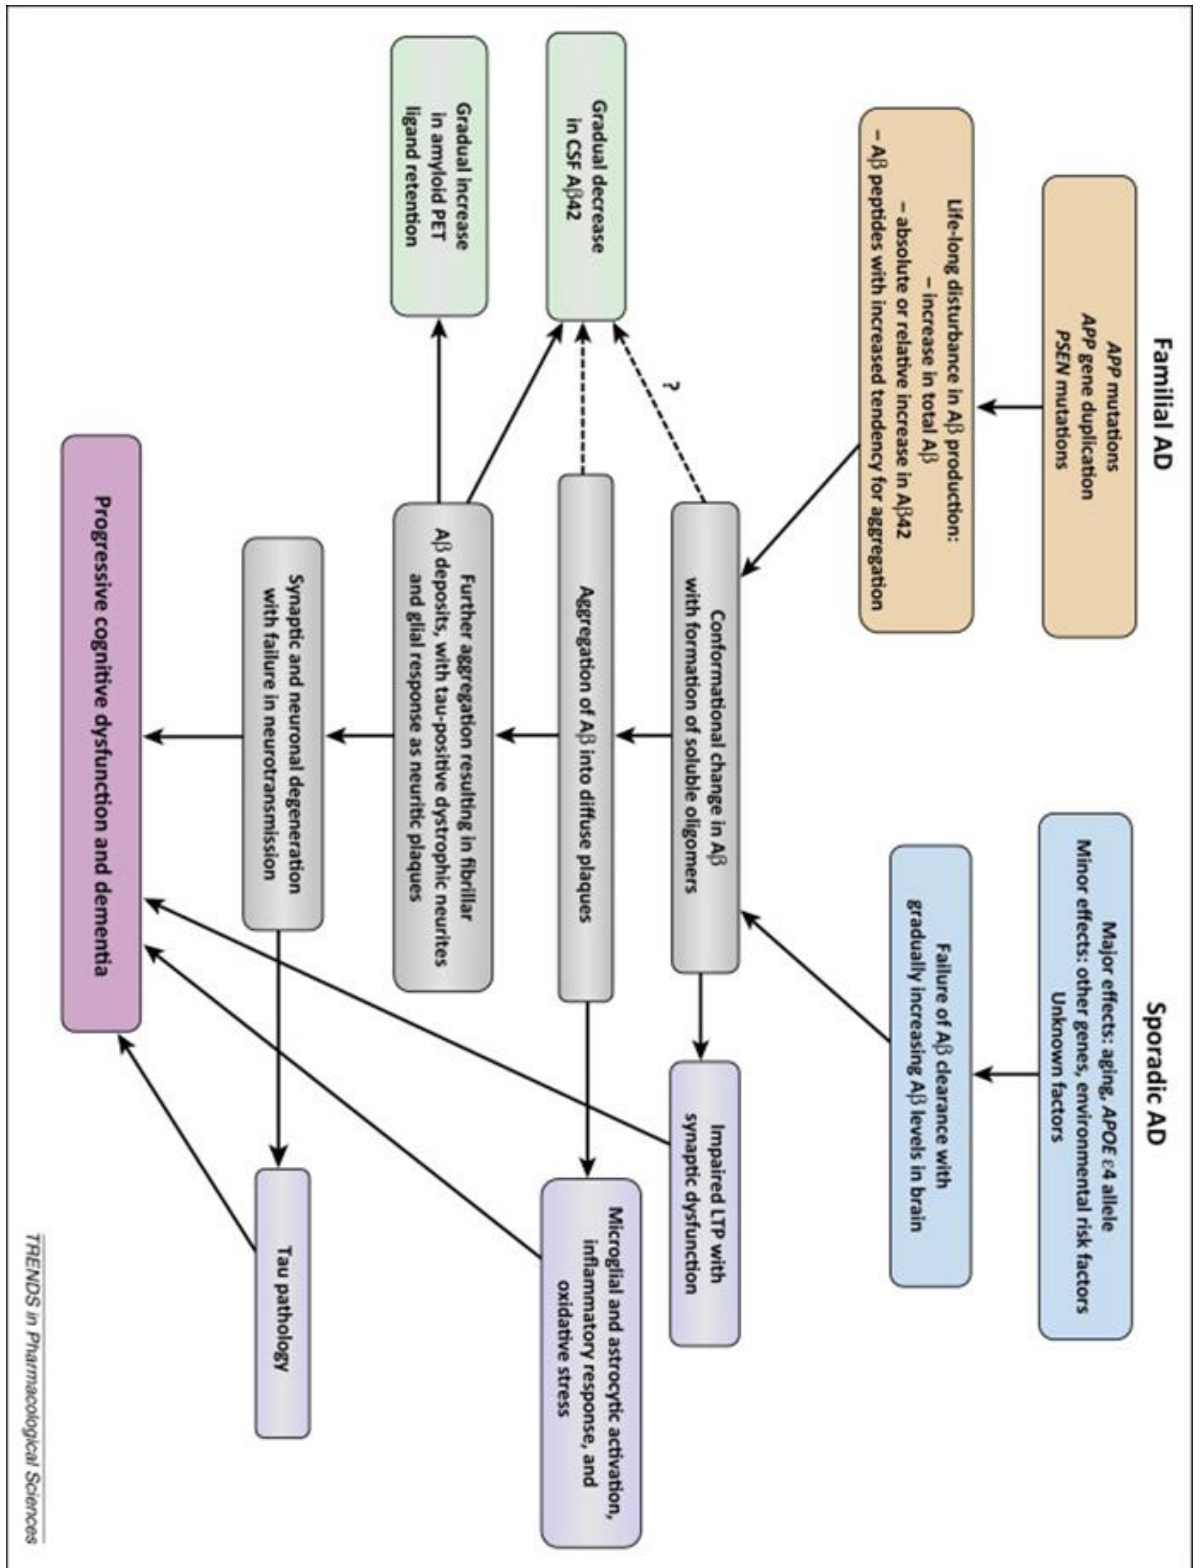 Familial AD
Sporadic AD
APP mutations
APP gene duplication
PSEN mutations
Major effects: aging, APOE ε4 allele
Minor effects: other genes, environmental risk factors
Unknown factors
Life-long disturbance in Aβ production:
– increase in total Aβ
– absolute or relative increase in Aβ42
– Aβ peptides with increased tendency for aggregation
Failure of Aβ clearance with
gradually increasing Aβ levels in brain
Conformational change in Aβ
with formation of soluble oligomers
Impaired LTP with
synaptic dysfunction
?
Gradual decrease
in CSF Aβ42
Aggregation of Aβ into diffuse plaques
Microglial and astrocytic activation,
inflammatory response, and
oxidative stress
Gradual increase
in amyloid PET
ligand retention
Further aggregation resulting in fibrillar
Aβ deposits, with tau-positive dystrophic neurites
and glial response as neuritic plaques
Synaptic and neuronal degeneration
with failure in neurotransmission
Tau pathology
Progressive cognitive dysfunction and dementia
TRENDS in Pharmacological Sciences